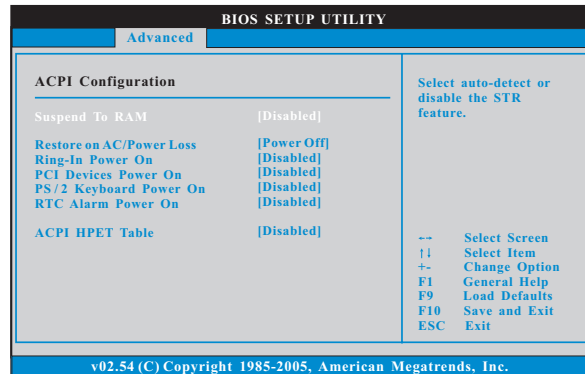 BIOS SETUP UTILITY
Advanced
ACPI Configuration
Suspend To RAM [Disabled]
Restore on AC/Power Loss [Power Off]
Ring-In Power On [Disabled]
PCI Devices Power On [Disabled]
PS/2 Keyboard Power On [Disabled]
RTC Alarm Power On [Disabled]
ACPI HPET Table [Disabled]
Select auto-detect or
disable the STR
feature.
←→ Select Screen
↑↓ Select Item
+- Change Option
F1 General Help
F9 Load Defaults
F10 Save and Exit
ESC Exit
v02.54 (C) Copyright 1985-2005, American Megatrends, Inc.